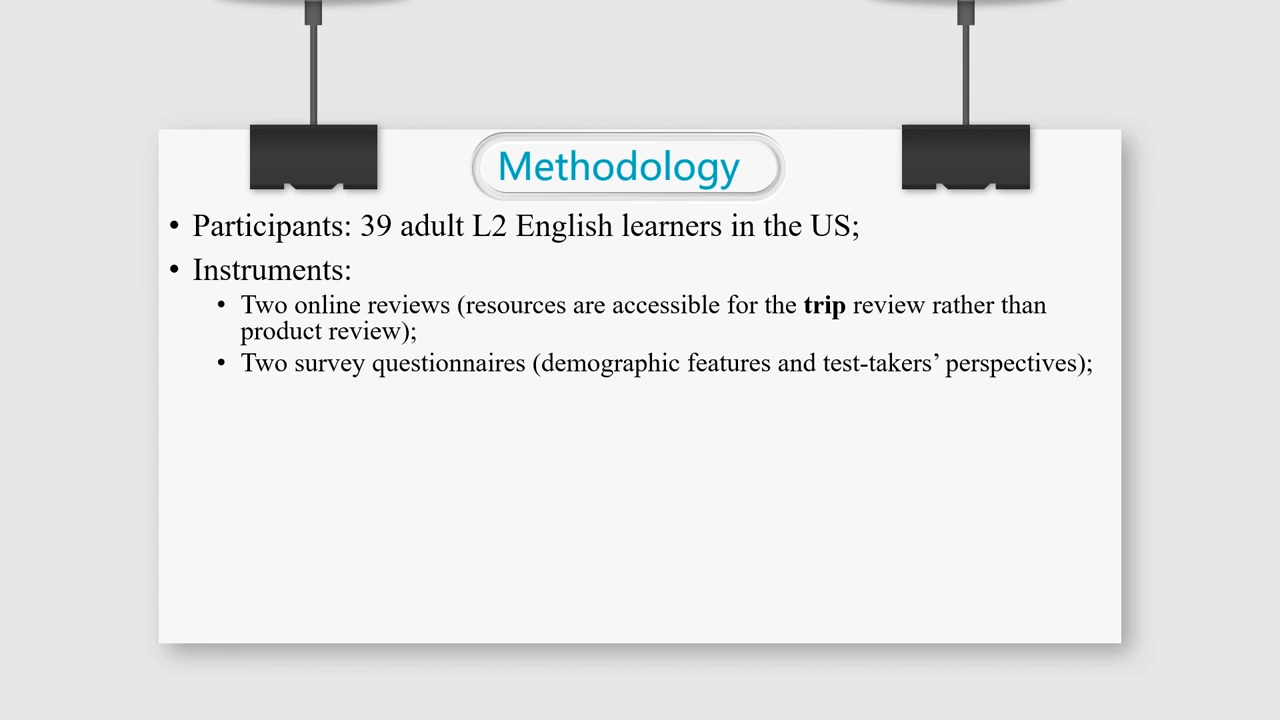 Methodology
• Participants: 39 adult L2 English learners in the US;
• Instruments:
• Two online reviews (resources are accessible for the trip review rather than
product review);
• Two survey questionnaires (demographic features and test-takers’ perspectives);